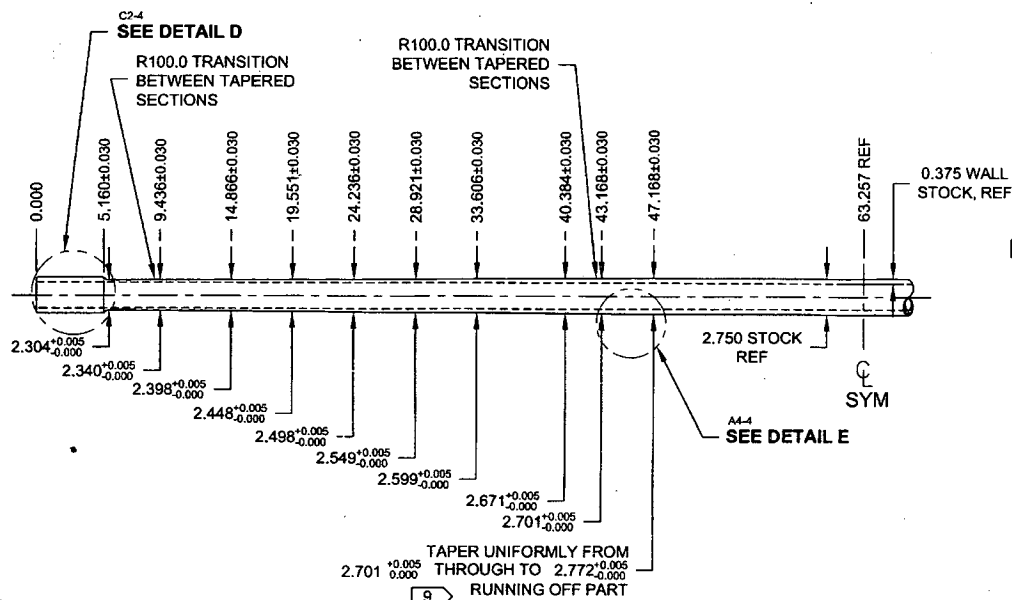 C2-4
SEE DETAIL D
R100.0 TRANSITION
BETWEEN TAPERED
SECTIONS
R100.0 TRANSITION
BETWEEN TAPERED
SECTIONS
0.000
5.160±0.030
9.436±0.030
14.866±0.030
19.551±0.030
24.236±0.030
28.921±0.030
33.606±0.030
40.384±0.030
43.168±0.030
47.168±0.030
63.257 REF
0.375 WALL
STOCK, REF
2.304 +0.005 -0.000
2.340 +0.005 -0.000
2.398 +0.005 -0.000
2.448 +0.005 -0.000
2.498 +0.005 -0.000
2.549 +0.005 -0.000
2.599 +0.005 -0.000
2.671 +0.005 -0.000
2.701 +0.005 -0.000
2.750 STOCK
REF
℄
SYM
A4-4
SEE DETAIL E
TAPER UNIFORMLY FROM
2.701 +0.005 0.000 THROUGH TO 2.772 +0.005 -0.000
9 RUNNING OFF PART